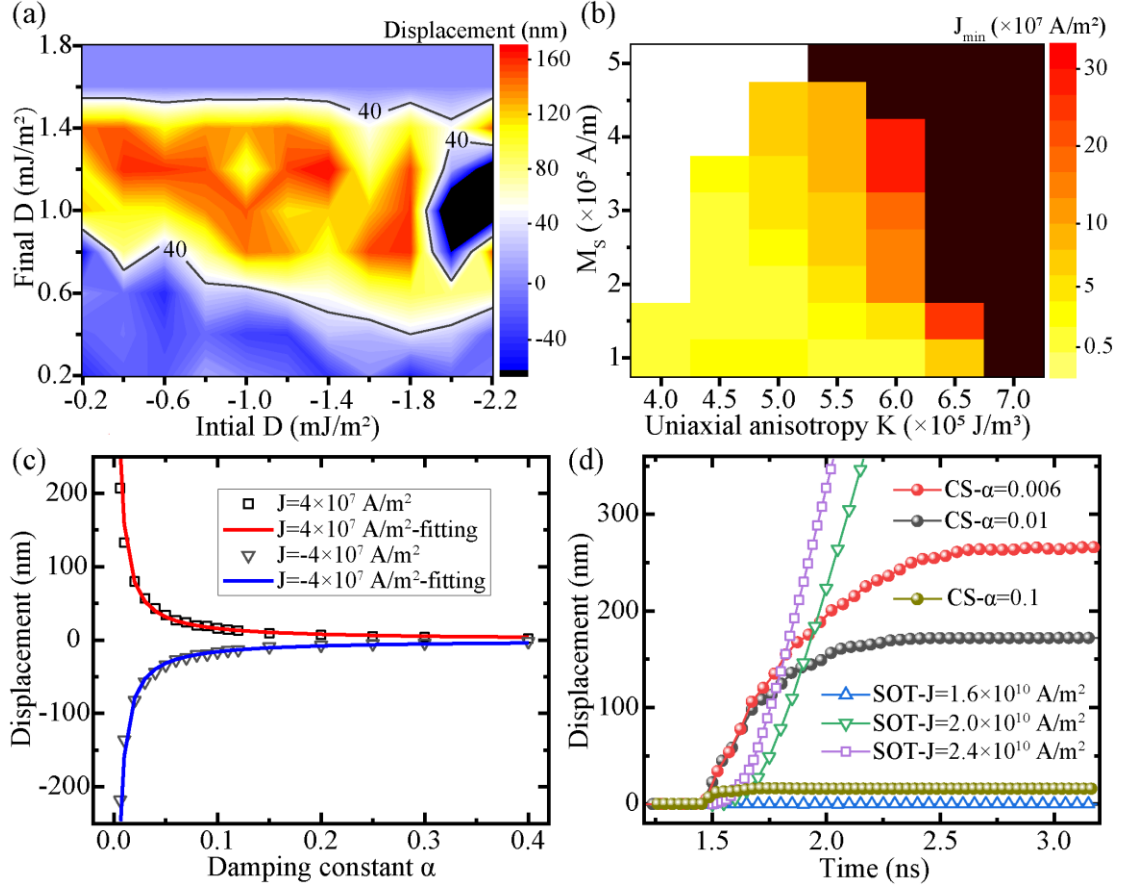 (a)
Displacement (nm)
160
120
80
40
0
-40
1.8
1.4
1.0
0.6
0.2
Final D (mJ/m²)
40
40
40
-0.2
-0.6
-1.0
-1.4
-1.8
-2.2
Intial D (mJ/m²)
(b)
J_min (×10⁷ A/m²)
30
20
10
5
0.5
5
4
3
2
1
M_S (×10⁵ A/m)
4.0
4.5
5.0
5.5
6.0
6.5
7.0
Uniaxial anisotropy K (×10⁵ J/m³)
(c)
200
100
0
-100
-200
Displacement (nm)
J=4×10⁷ A/m²
J=4×10⁷ A/m²-fitting
J=-4×10⁷ A/m²
J=-4×10⁷ A/m²-fitting
0.0
0.1
0.2
0.3
0.4
Damping constant α
(d)
300
200
100
0
Displacement (nm)
CS-α=0.006
CS-α=0.01
CS-α=0.1
SOT-J=1.6×10¹⁰ A/m²
SOT-J=2.0×10¹⁰ A/m²
SOT-J=2.4×10¹⁰ A/m²
1.5
2.0
2.5
3.0
Time (ns)